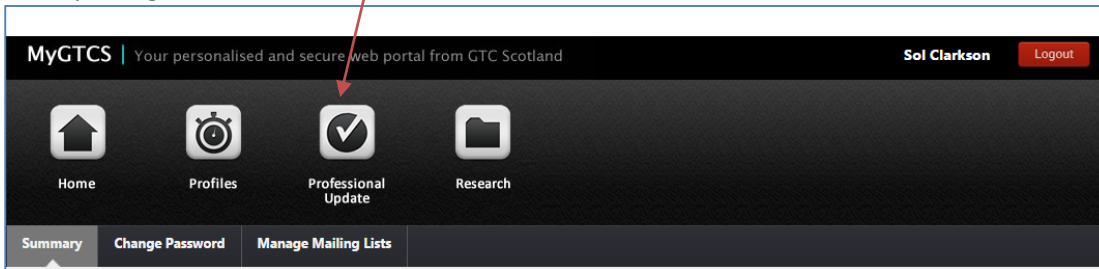 MyGTCS | Your personalised and secure web portal from GTC Scotland Sol Clarkson Logout
Home Profiles Professional Update Research
Summary Change Password Manage Mailing Lists